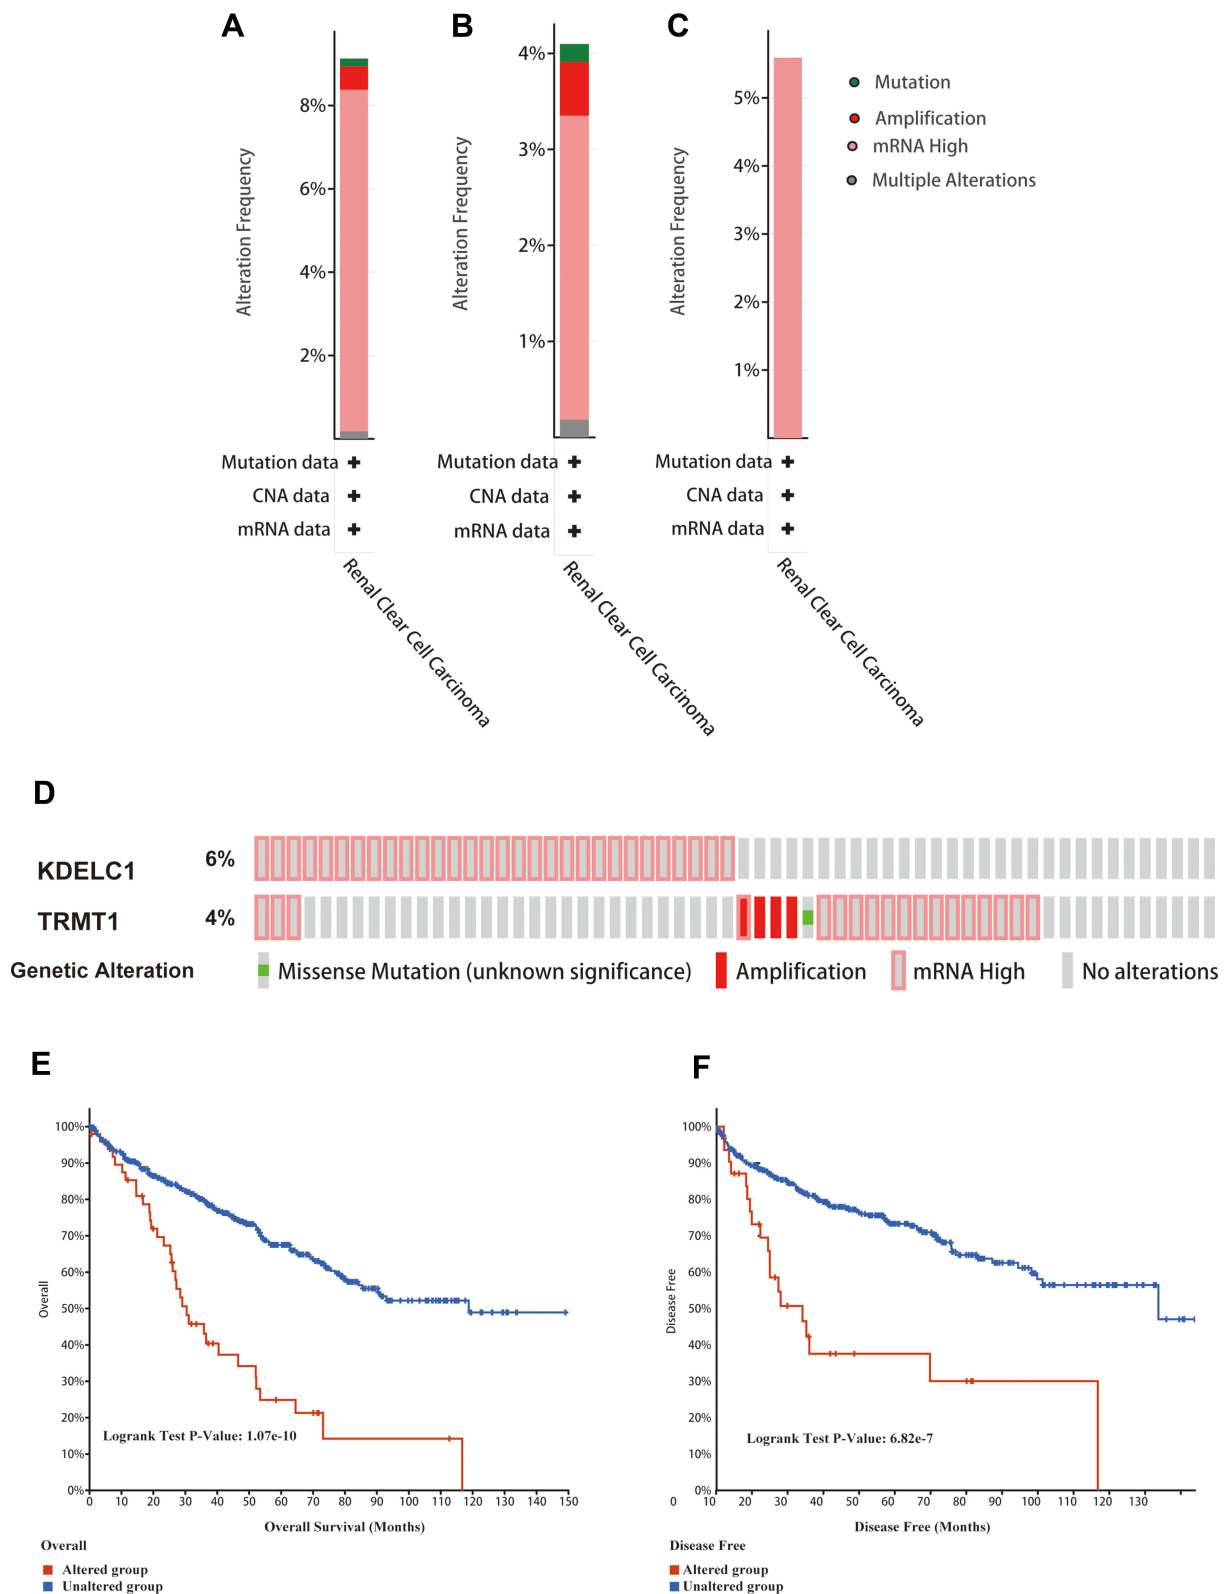 A
B
C
Alteration Frequency
8%
6%
4%
2%
Alteration Frequency
4%
3%
2%
1%
Alteration Frequency
5%
4%
3%
2%
1%
Mutation
Amplification
mRNA High
Multiple Alterations
Mutation data
CNA data
mRNA data
Renal Clear Cell Carcinoma
Mutation data
CNA data
mRNA data
Renal Clear Cell Carcinoma
Mutation data
CNA data
mRNA data
Renal Clear Cell Carcinoma
D
KDELC1 6%
TRMT1 4%
Genetic Alteration Missense Mutation (unknown significance) Amplification mRNA High No alterations
E
Overall
100%
90%
80%
70%
60%
50%
40%
30%
20%
10%
0%
Logrank Test P-Value: 1.07e-10
0 10 20 30 40 50 60 70 80 90 100 110 120 130 140 150
Overall Survival (Months)
Overall
Altered group
Unaltered group
F
Disease Free
100%
90%
80%
70%
60%
50%
40%
30%
20%
10%
0%
Logrank Test P-Value: 6.82e-7
0 10 20 30 40 50 60 70 80 90 100 110 120 130
Disease Free (Months)
Disease Free
Altered group
Unaltered group